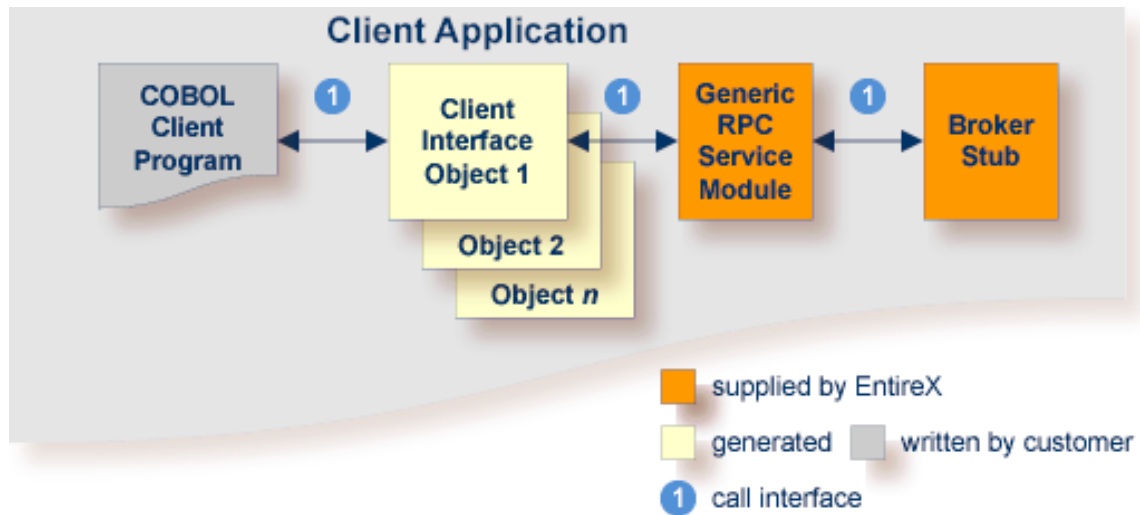 Client Application
COBOL
Client
Program
1
Client
Interface
Object 1
1
Generic
RPC
Service
Module
1
Broker
Stub
Object 2
Object n
supplied by EntireX
generated
written by customer
1 call interface